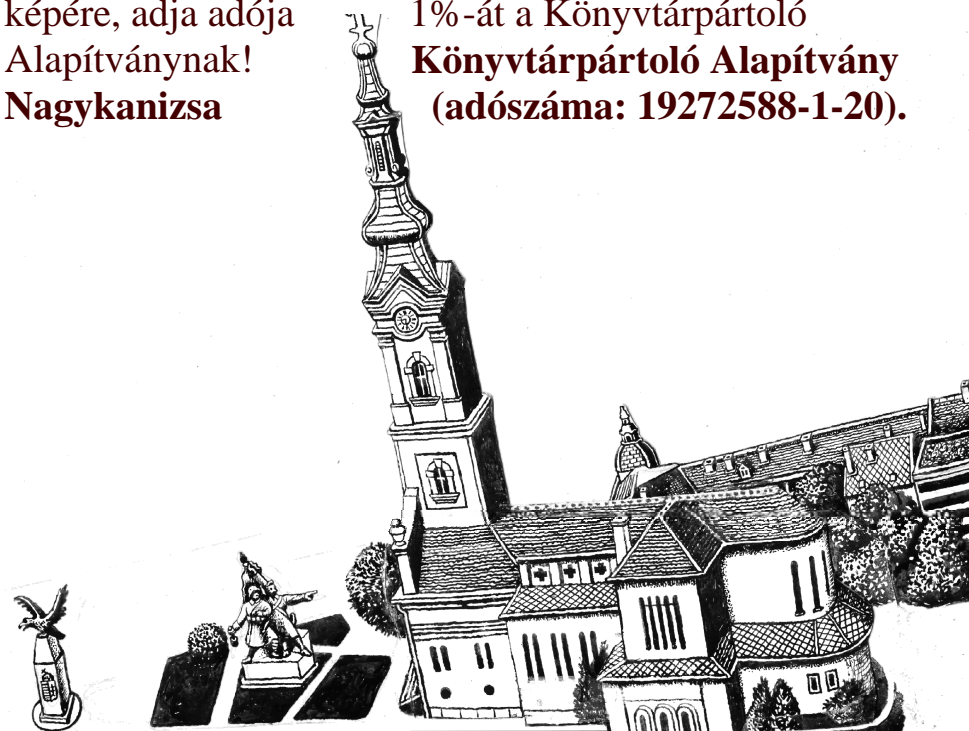 képére, adja adója 1%-át a Könyvtárpártoló
Alapítványnak! Könyvtárpártoló Alapítvány
Nagykanizsa (adószáma: 19272588-1-20).